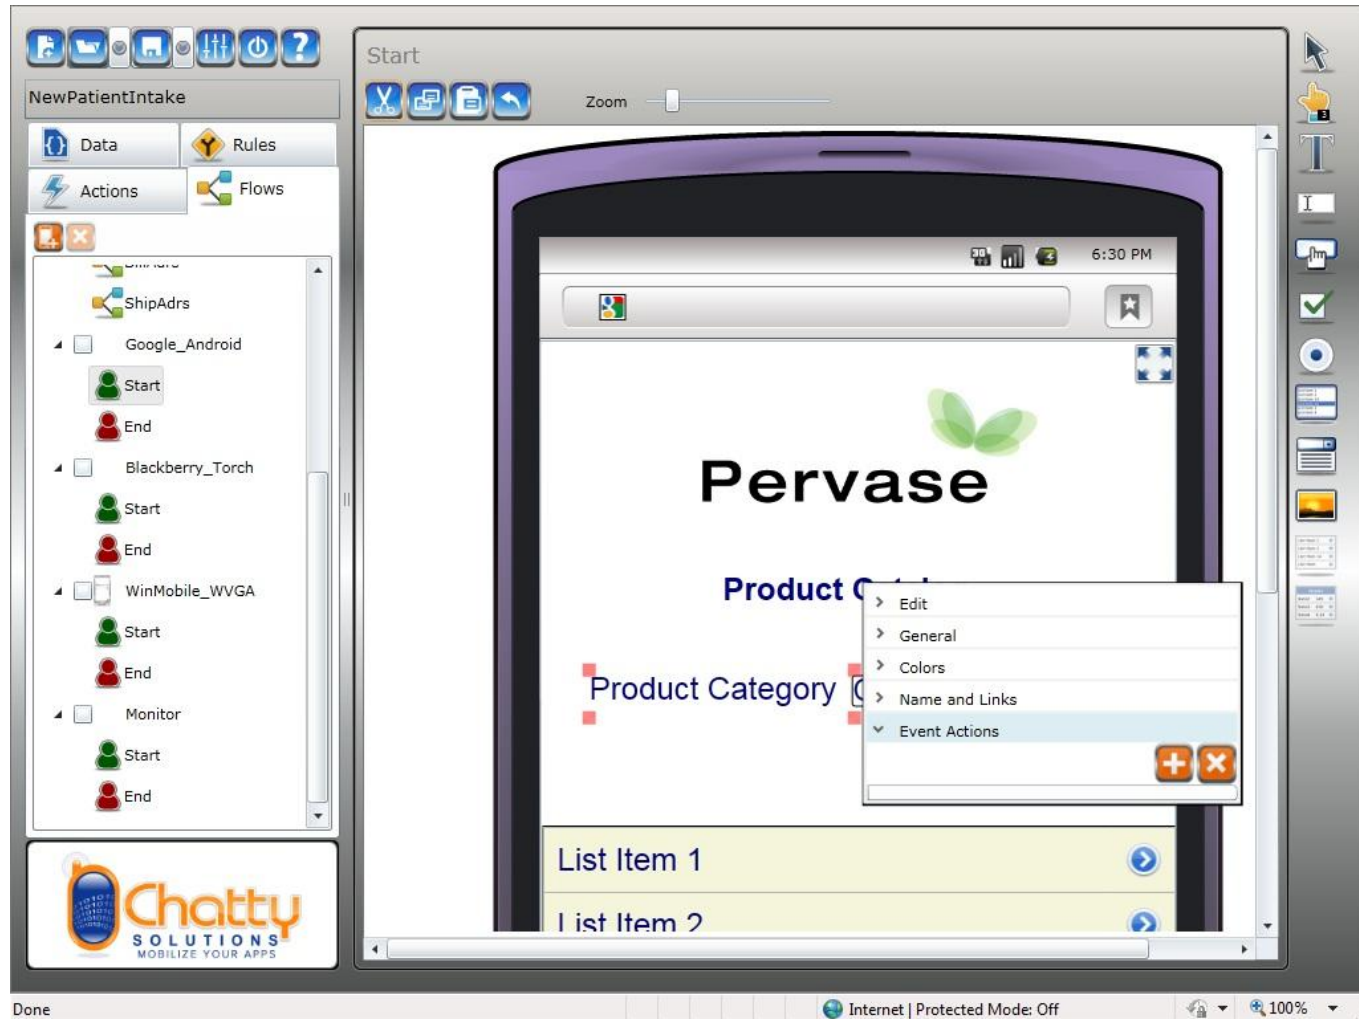 Start
NewPatientIntake
Zoom
Data
Rules
Actions
Flows
ShipAdrs
Google_Android
Start
End
Blackberry_Torch
Start
End
WinMobile_WVGA
Start
End
Monitor
Start
End
Chatty
SOLUTIONS
MOBILIZE YOUR APPS
6:30 PM
Pervase
Product
Product Category
Edit
General
Colors
Name and Links
Event Actions
List Item 1
List Item 2
Done
Internet | Protected Mode: Off
100%